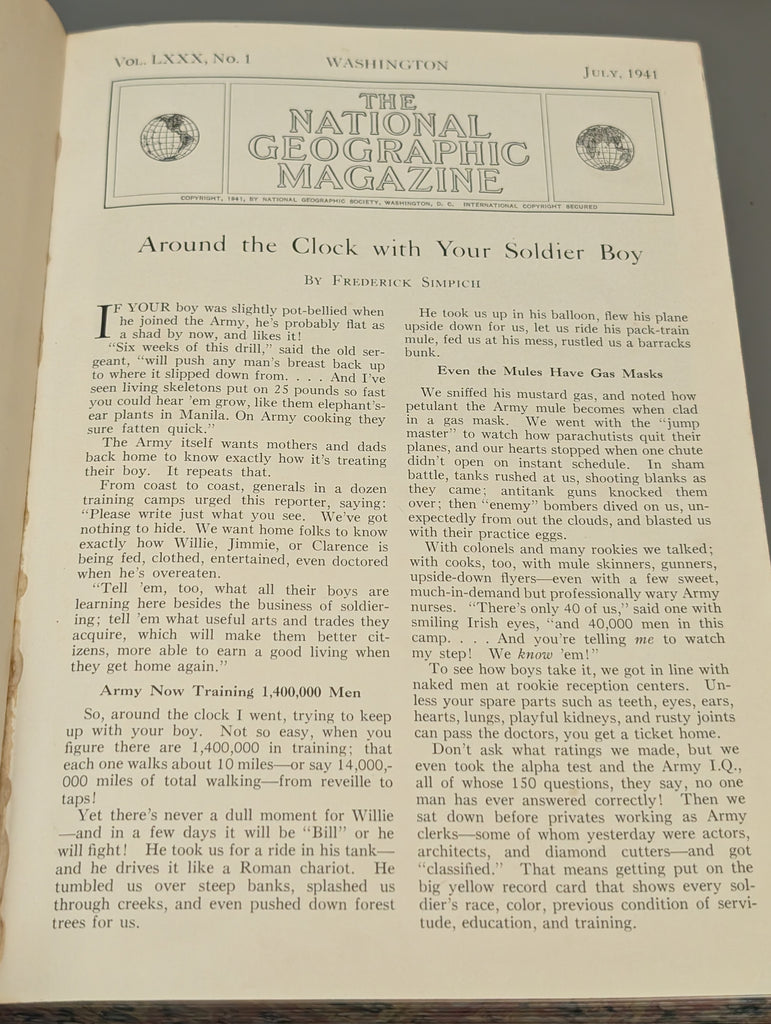 VOL. LXXX, No. 1
WASHINGTON
JULY, 1941
THE
NATIONAL
GEOGRAPHIC
MAGAZINE
COPYRIGHT, 1941, BY NATIONAL GEOGRAPHIC SOCIETY, WASHINGTON, D. C. INTERNATIONAL COPYRIGHT SECURED
Around the Clock with Your Soldier Boy
BY FREDERICK SIMPICH
IF YOUR boy was slightly pot-bellied when
he joined the Army, he's probably flat as
a shad by now, and likes it!
"Six weeks of this drill," said the old ser-
geant, "will push any man's breast back up
to where it slipped down from. . . . And I've
seen living skeletons put on 25 pounds so fast
you could hear 'em grow, like them elephant's-
ear plants in Manila. On Army cooking they
sure fatten quick."
The Army itself wants mothers and dads
back home to know exactly how it's treating
their boy. It repeats that.
From coast to coast, generals in a dozen
training camps urged this reporter, saying:
"Please write just what you see. We've got
nothing to hide. We want home folks to know
exactly how Willie, Jimmie, or Clarence is
being fed, clothed, entertained, even doctored
when he's overeaten.
"Tell 'em, too, what all their boys are
learning here besides the business of soldier-
ing; tell 'em what useful arts and trades they
acquire, which will make them better cit-
izens, more able to earn a good living when
they get home again."
Army Now Training 1,400,000 Men
So, around the clock I went, trying to keep
up with your boy. Not so easy, when you
figure there are 1,400,000 in training; that
each one walks about 10 miles—or say 14,000,-
000 miles of total walking—from reveille to
taps!
Yet there's never a dull moment for Willie
—and in a few days it will be "Bill" or he
will fight! He took us for a ride in his tank—
and he drives it like a Roman chariot. He
tumbled us over steep banks, splashed us
through creeks, and even pushed down forest
trees for us.
He took us up in his balloon, flew his plane
upside down for us, let us ride his pack-train
mule, fed us at his mess, rustled us a barracks
bunk.
Even the Mules Have Gas Masks
We sniffed his mustard gas, and noted how
petulant the Army mule becomes when clad
in a gas mask. We went with the "jump
master" to watch how parachutists quit their
planes, and our hearts stopped when one chute
didn't open on instant schedule. In sham
battle, tanks rushed at us, shooting blanks as
they came; antitank guns knocked them
over; then "enemy" bombers dived on us, un-
expectedly from out the clouds, and blasted us
with their practice eggs.
With colonels and many rookies we talked;
with cooks, too, with mule skinners, gunners,
upside-down flyers—even with a few sweet,
much-in-demand but professionally wary Army
nurses. "There's only 40 of us," said one with
smiling Irish eyes, "and 40,000 men in this
camp. . . . And you're telling me to watch
my step! We know 'em!"
To see how boys take it, we got in line with
naked men at rookie reception centers. Un-
less your spare parts such as teeth, eyes, ears,
hearts, lungs, playful kidneys, and rusty joints
can pass the doctors, you get a ticket home.
Don't ask what ratings we made, but we
even took the alpha test and the Army I.Q.,
all of whose 150 questions, they say, no one
man has ever answered correctly! Then we
sat down before privates working as Army
clerks—some of whom yesterday were actors,
architects, and diamond cutters—and got
"classified." That means getting put on the
big yellow record card that shows every sol-
dier's race, color, previous condition of servi-
tude, education, and training.